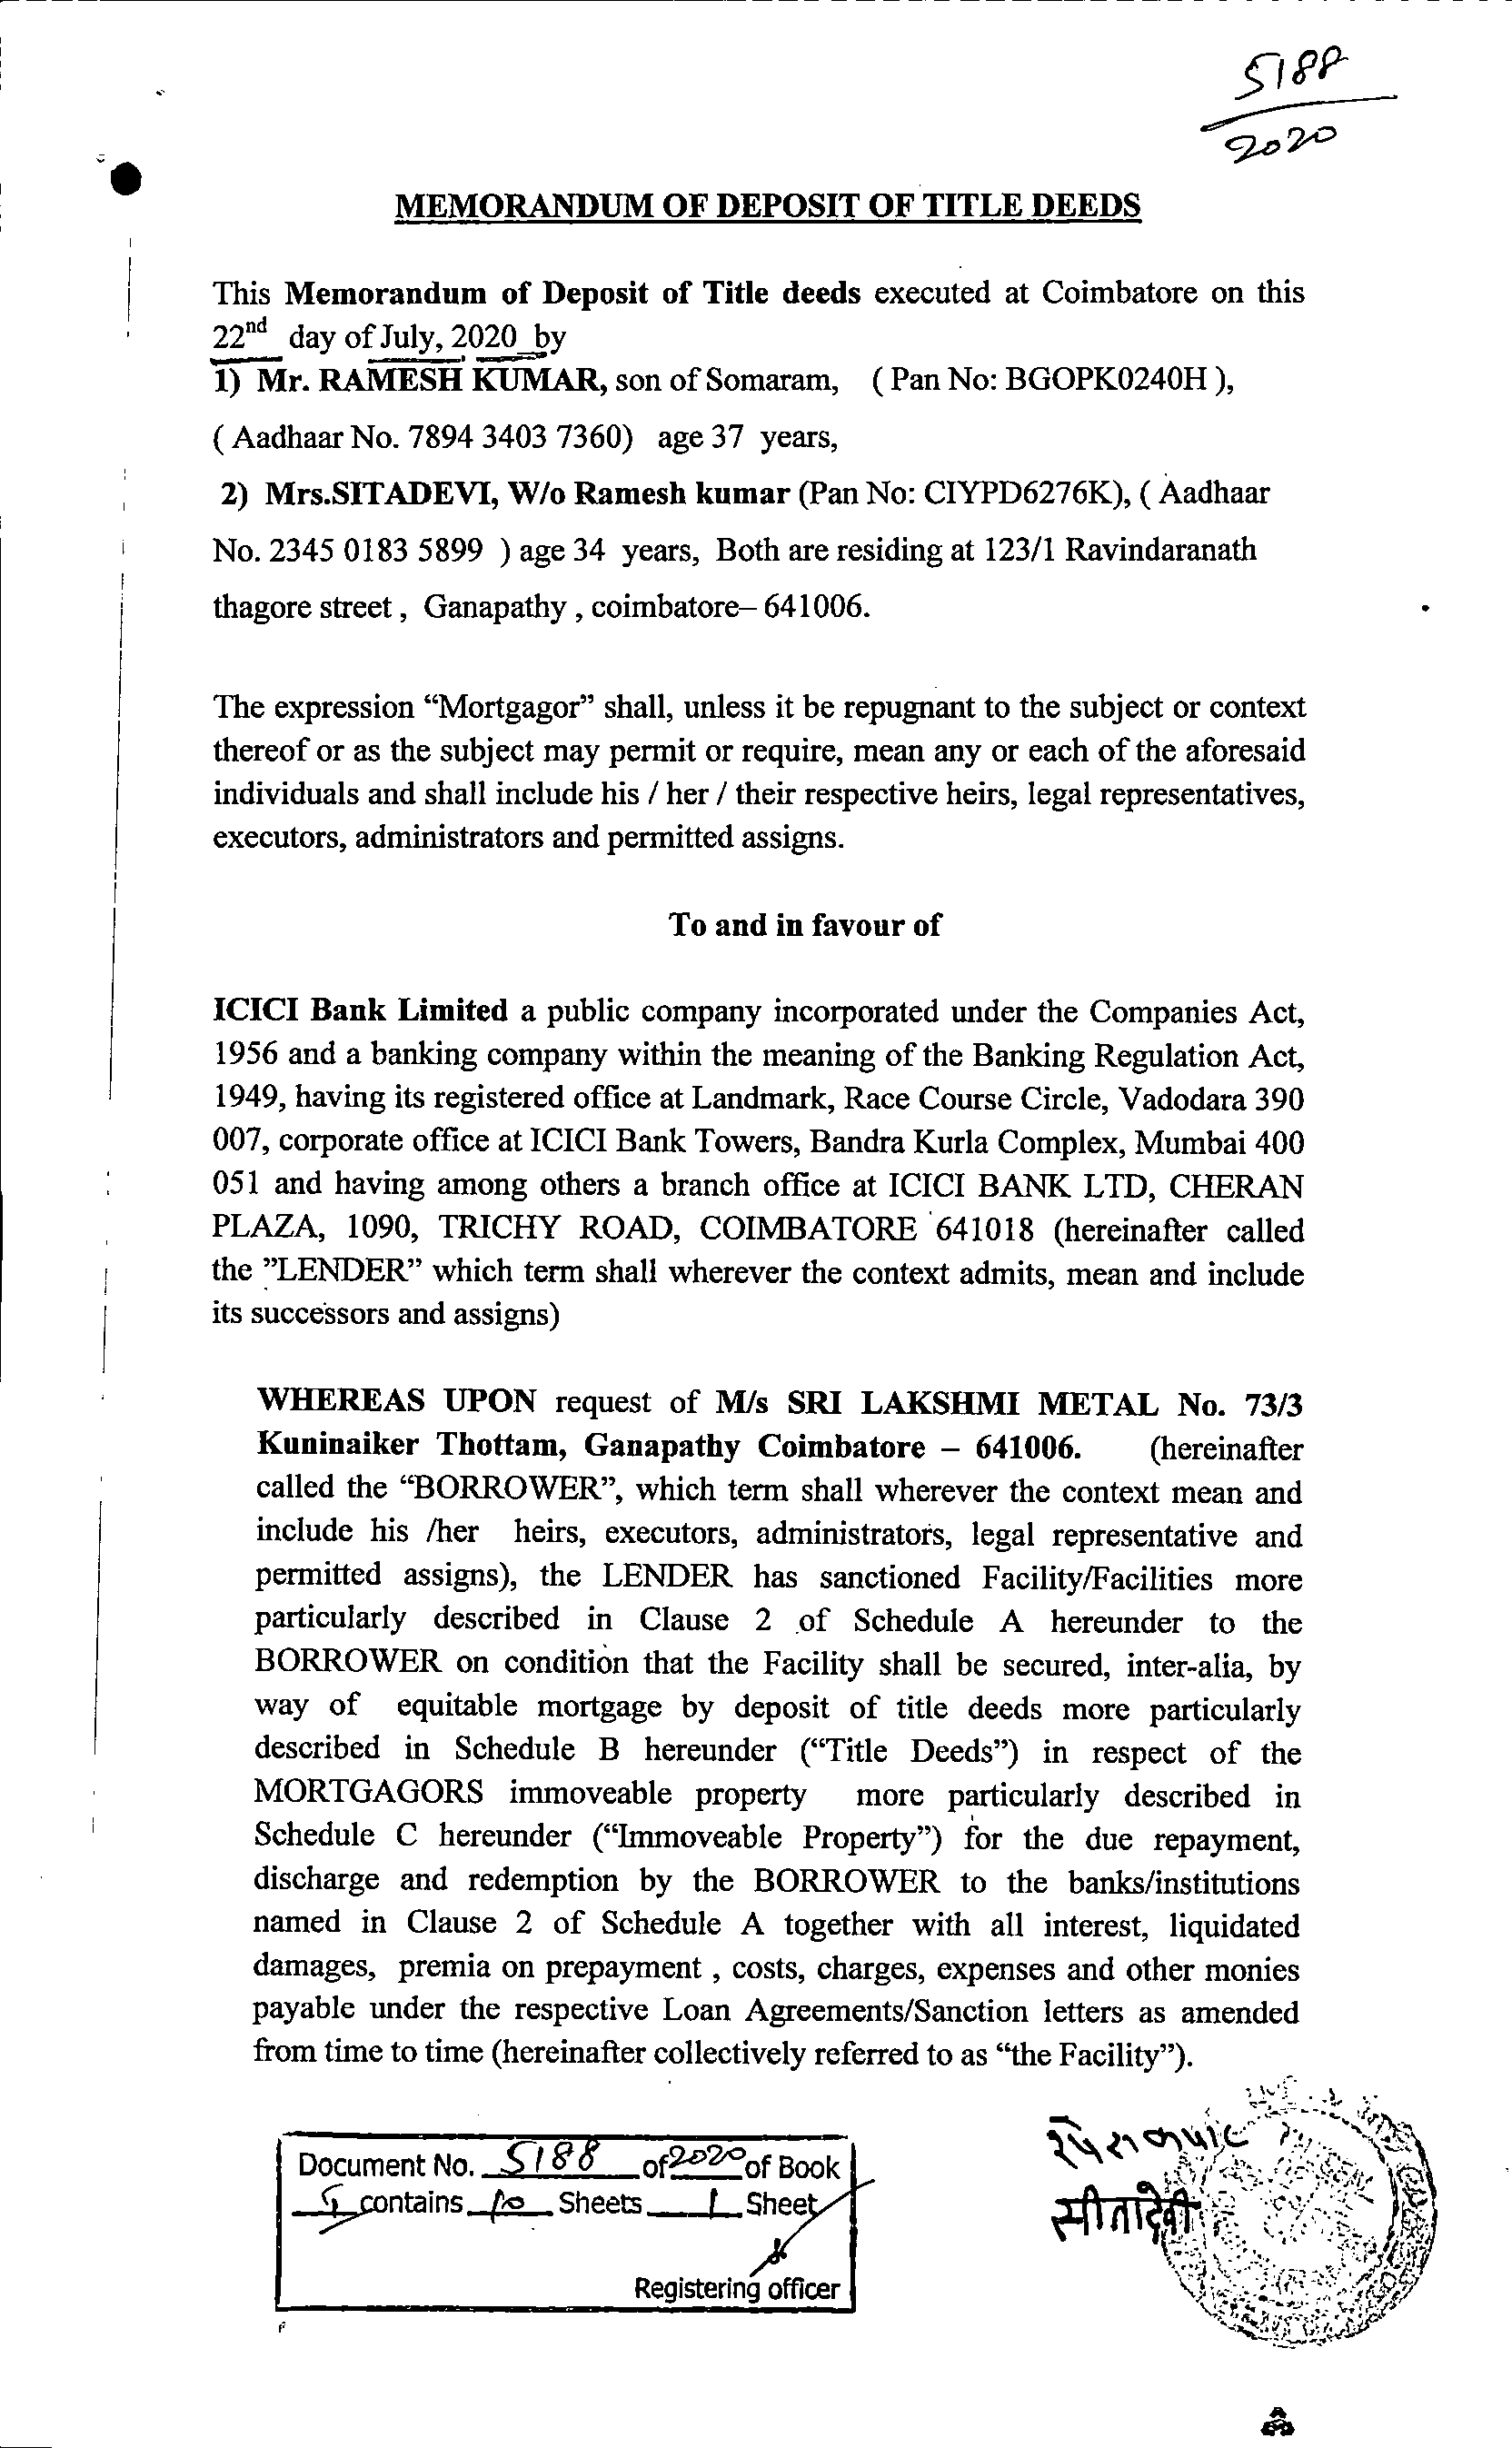 5188
2020
MEMORANDUM OF DEPOSIT OF TITLE DEEDS
This Memorandum of Deposit of Title deeds executed at Coimbatore on this
22nd day of July, 2020 by
1) Mr. RAMESH KUMAR, son of Somaram, ( Pan No: BGOPK0240H ),
( Aadhaar No. 7894 3403 7360) age 37 years,
2) Mrs.SITADEVI, W/o Ramesh kumar (Pan No: CIYPD6276K), ( Aadhaar
No. 2345 0183 5899 ) age 34 years, Both are residing at 123/1 Ravindaranath
thagore street , Ganapathy , coimbatore– 641006.
The expression “Mortgagor” shall, unless it be repugnant to the subject or context
thereof or as the subject may permit or require, mean any or each of the aforesaid
individuals and shall include his / her / their respective heirs, legal representatives,
executors, administrators and permitted assigns.
To and in favour of
ICICI Bank Limited a public company incorporated under the Companies Act,
1956 and a banking company within the meaning of the Banking Regulation Act,
1949, having its registered office at Landmark, Race Course Circle, Vadodara 390
007, corporate office at ICICI Bank Towers, Bandra Kurla Complex, Mumbai 400
051 and having among others a branch office at ICICI BANK LTD, CHERAN
PLAZA, 1090, TRICHY ROAD, COIMBATORE 641018 (hereinafter called
the ”LENDER” which term shall wherever the context admits, mean and include
its successors and assigns)
WHEREAS UPON request of M/s SRI LAKSHMI METAL No. 73/3
Kuninaiker Thottam, Ganapathy Coimbatore – 641006. (hereinafter
called the “BORROWER”, which term shall wherever the context mean and
include his /her heirs, executors, administrators, legal representative and
permitted assigns), the LENDER has sanctioned Facility/Facilities more
particularly described in Clause 2 of Schedule A hereunder to the
BORROWER on condition that the Facility shall be secured, inter-alia, by
way of equitable mortgage by deposit of title deeds more particularly
described in Schedule B hereunder (“Title Deeds”) in respect of the
MORTGAGORS immoveable property more particularly described in
Schedule C hereunder (“Immoveable Property”) for the due repayment,
discharge and redemption by the BORROWER to the banks/institutions
named in Clause 2 of Schedule A together with all interest, liquidated
damages, premia on prepayment , costs, charges, expenses and other monies
payable under the respective Loan Agreements/Sanction letters as amended
from time to time (hereinafter collectively referred to as “the Facility”).
Document No. 5188 of 2020 of Book
contains 10 Sheets 1 Sheet
Registering officer
सीतादेवी